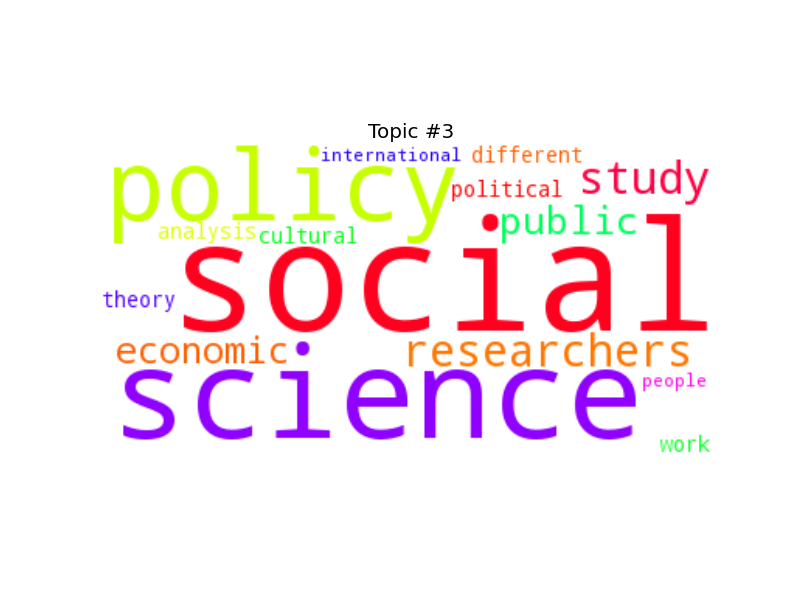 Topic #3
international different
policy political study
analysis cultural public
social
theory
economic researchers
science people
work